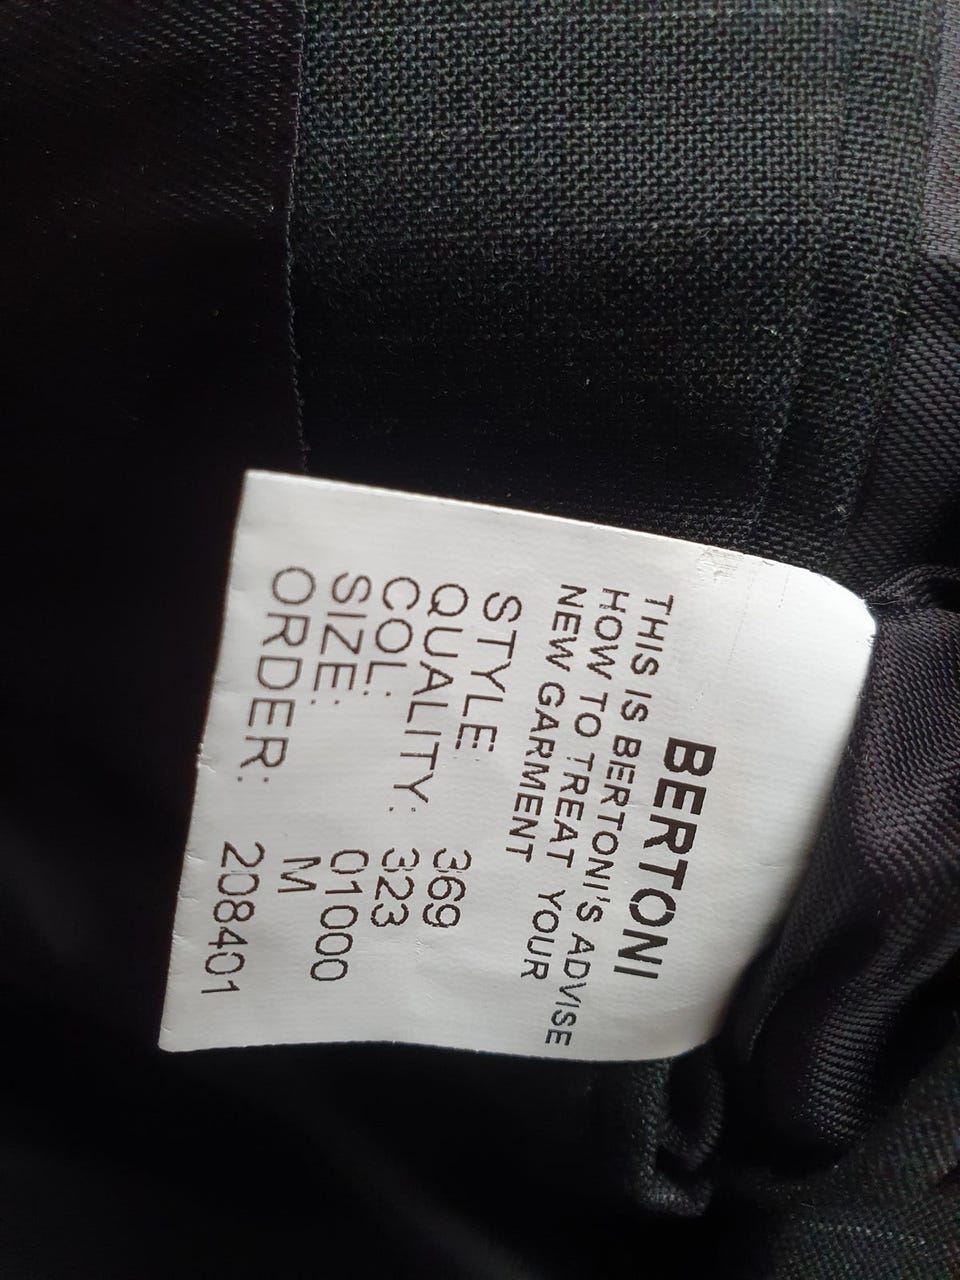 BERTONI
THIS IS BERTONI'S ADVISE
HOW TO TREAT YOUR
NEW GARMENT
STYLE: 369
QUALITY: 323
COL: 01000
SIZE: M
ORDER: 208401